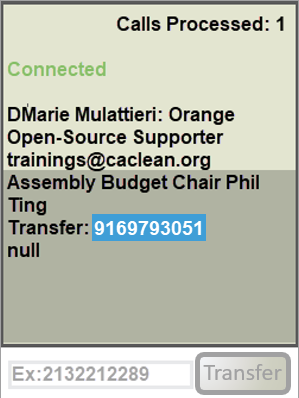 Calls Processed: 1
Connected
DMarie Mulattieri: Orange
Open-Source Supporter
trainings@caclean.org
Assembly Budget Chair Phil
Ting
Transfer: 9169793051
null
Ex:2132212289
Transfer